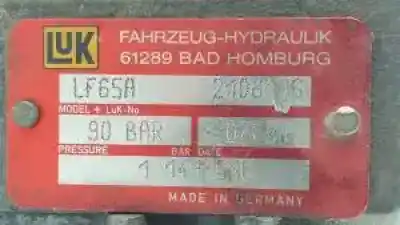 LuK
FAHRZEUG-HYDRAULIK
61289 BAD HOMBURG
LF65A
MODEL + LuK-No
90 BAR
PRESSURE BAR DATE
MADE IN GERMANY